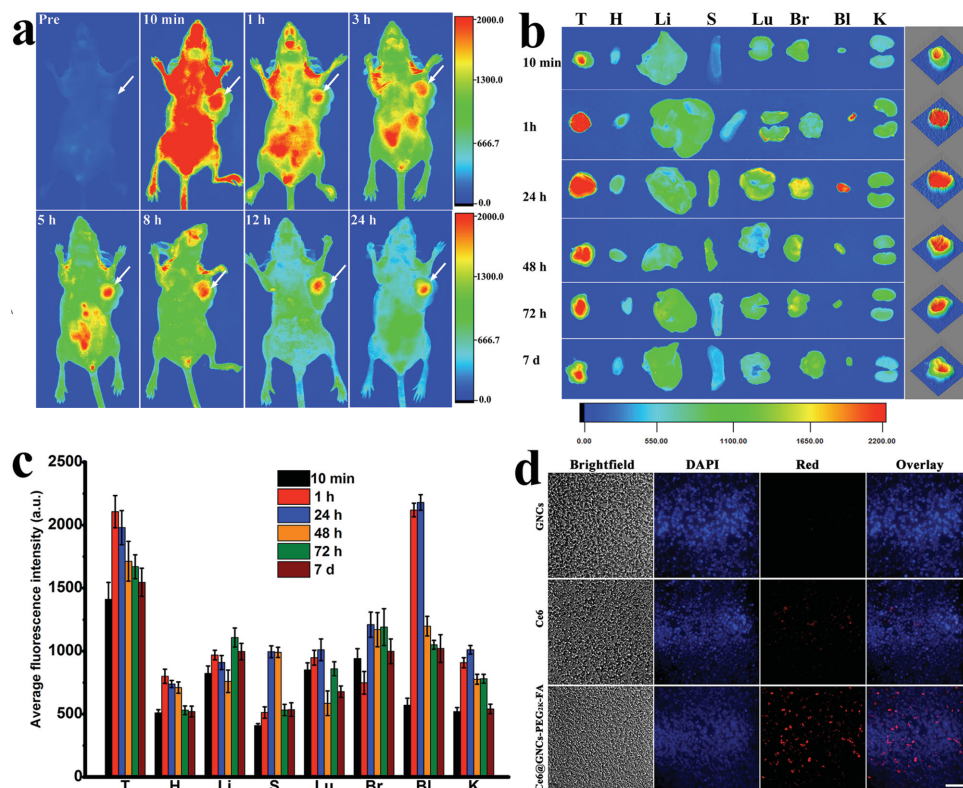 a
Pre
10 min
1 h
3 h
2000.0
1300.0
666.7
0.0
5 h
8 h
12 h
24 h
2000.0
1300.0
666.7
0.0
b
T H Li S Lu Br Bl K
10 min
1h
24 h
48 h
72 h
7 d
0.00 550.00 1100.00 1650.00 2200.00
c
Average fluorescence intensity (a.u.)
2500
2000
1500
1000
500
0
10 min
1 h
24 h
48 h
72 h
7 d
T H Li S Lu Br Bl K
d
Brightfield DAPI Red Overlay
GNCs
Ce6
Ce6@GNCs-PEG2K-FA